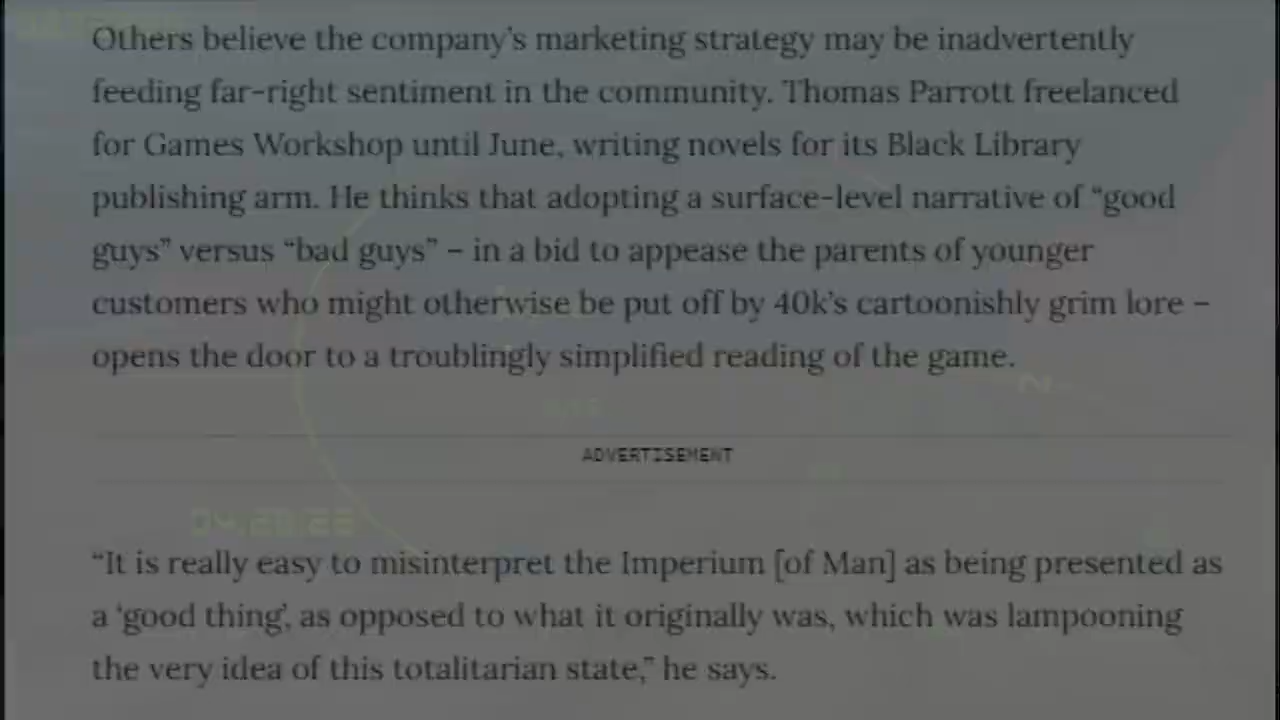 Others believe the company's marketing strategy may be inadvertently
feeding far-right sentiment in the community. Thomas Parrott freelanced
for Games Workshop until June, writing novels for its Black Library
publishing arm. He thinks that adopting a surface-level narrative of “good
guys” versus “bad guys” – in a bid to appease the parents of younger
customers who might otherwise be put off by 40k's cartoonishly grim lore –
opens the door to a troublingly simplified reading of the game.
ADVERTISEMENT
04.28.22
“It is really easy to misinterpret the Imperium [of Man] as being presented as
a ‘good thing’, as opposed to what it originally was, which was lampooning
the very idea of this totalitarian state,” he says.